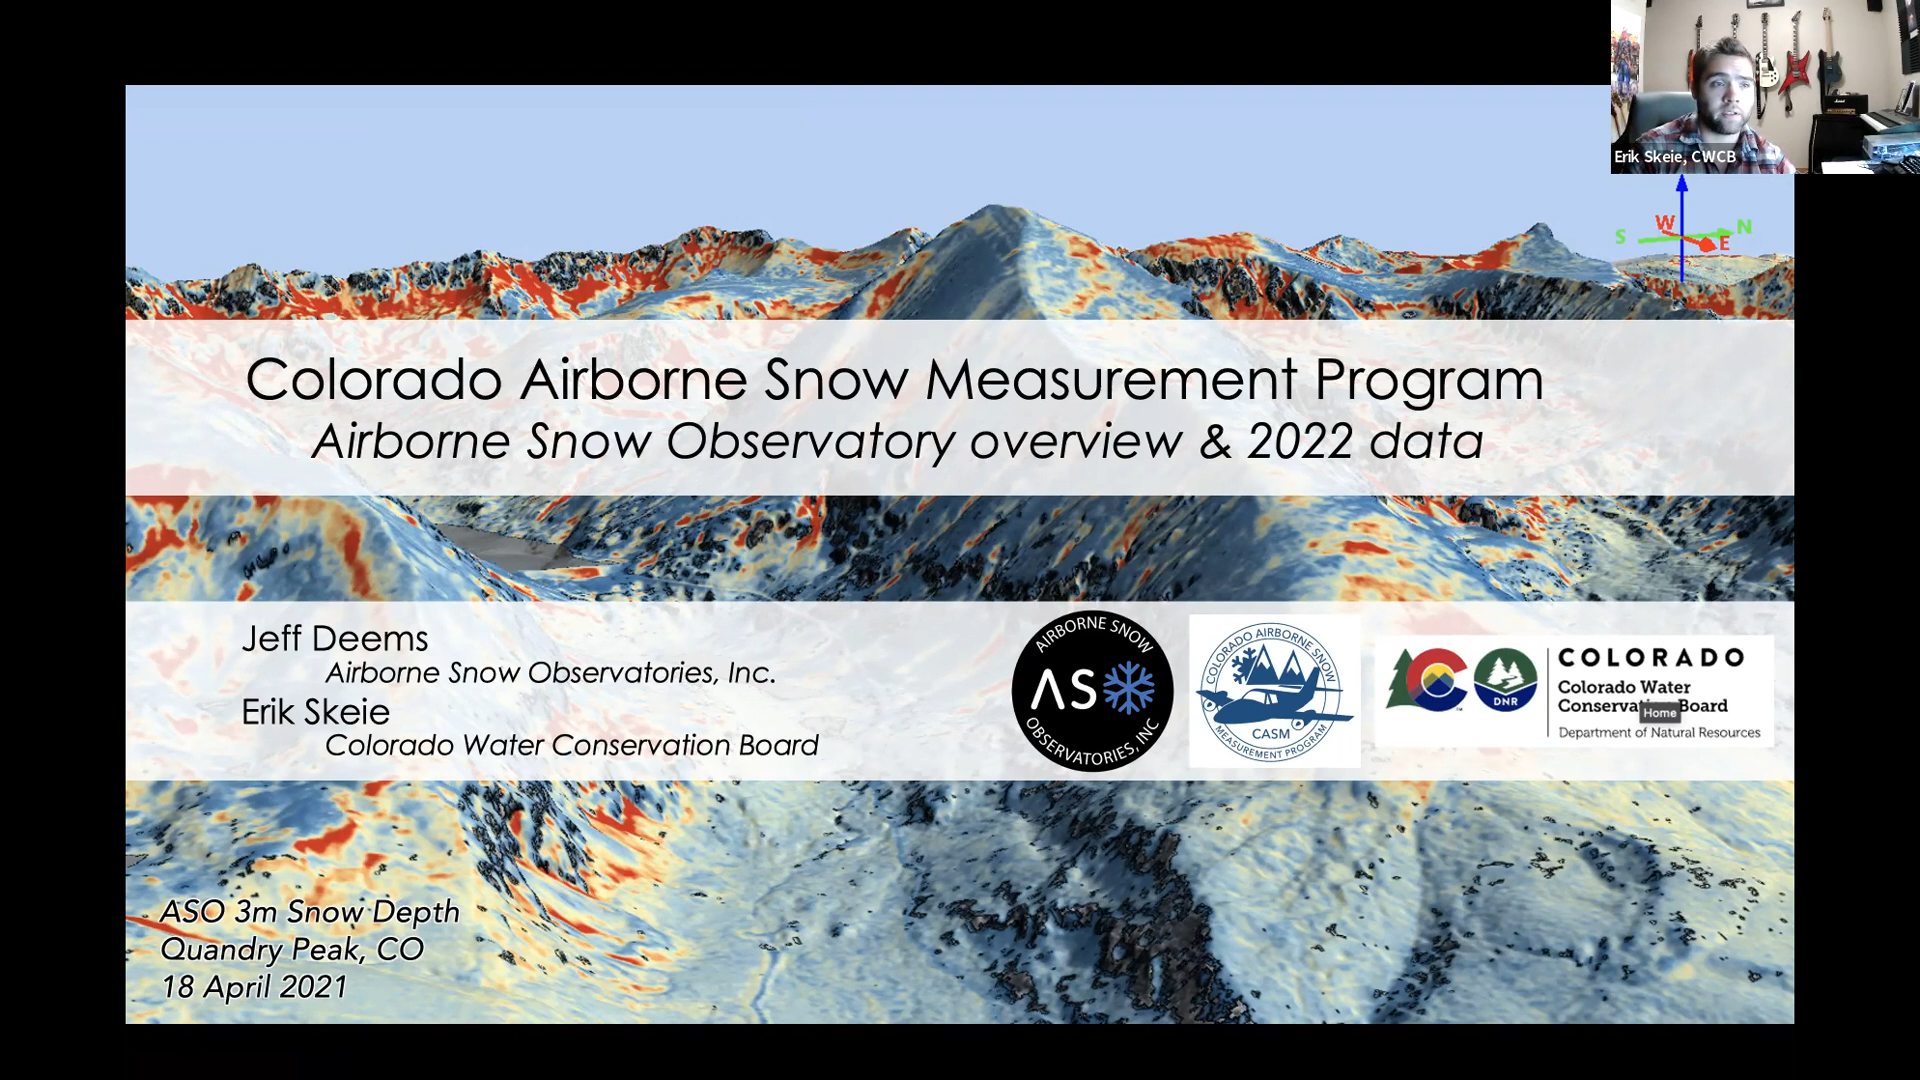 Erik Skeie, CWCB
W
N
S
E
Colorado Airborne Snow Measurement Program
Airborne Snow Observatory overview & 2022 data
Jeff Deems
Airborne Snow Observatories, Inc.
Erik Skeie
Colorado Water Conservation Board
AIRBORNE SNOW
ASO
OBSERVATORIES, INC
COLORADO AIRBORNE SNOW
CASM
MEASUREMENT PROGRAM
DNR
COLORADO
Colorado Water
Conservation Board
Home
Department of Natural Resources
ASO 3m Snow Depth
Quandry Peak, CO
18 April 2021